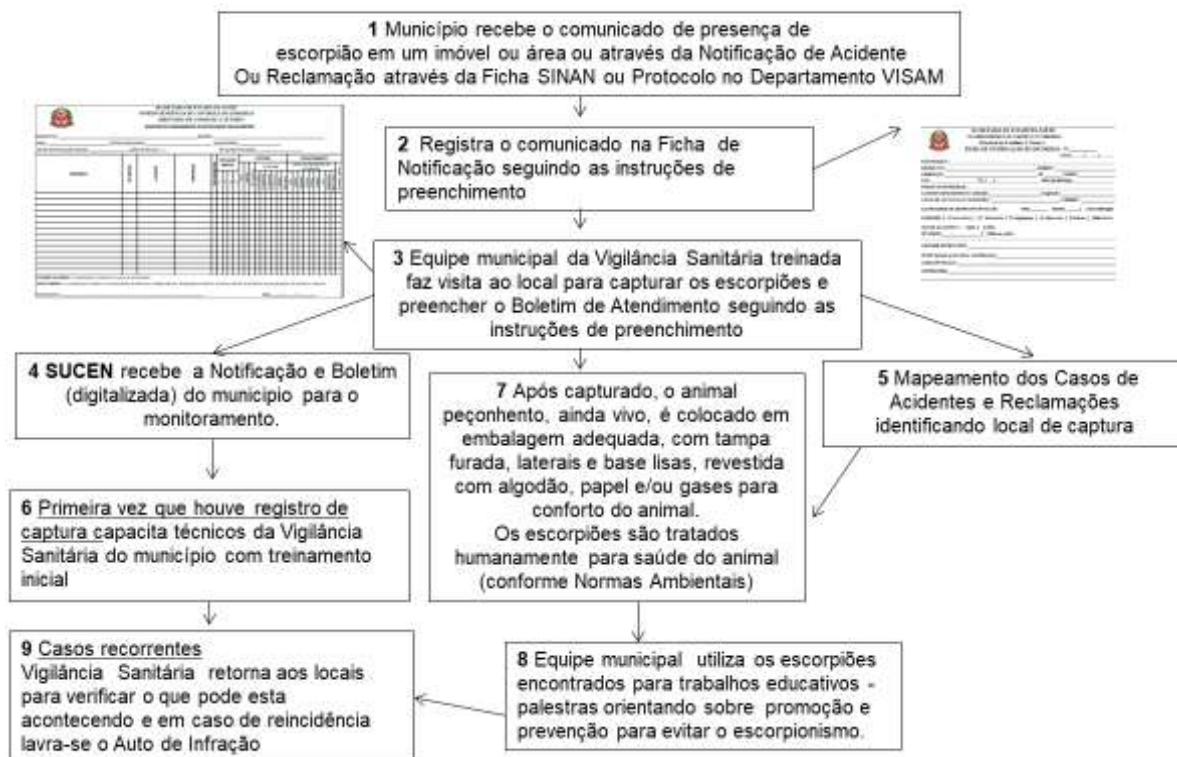 1 Município recebe o comunicado de presença de
escorpião em um imóvel ou área ou através da Notificação de Acidente
Ou Reclamação através da Ficha SINAN ou Protocolo no Departamento VISAM
2 Registra o comunicado na Ficha de
Notificação seguindo as instruções de
preenchimento
3 Equipe municipal da Vigilância Sanitária treinada
faz visita ao local para capturar os escorpiões e
preencher o Boletim de Atendimento seguindo as
instruções de preenchimento
4 SUCEN recebe a Notificação e Boletim
(digitalizada) do municipio para o
monitoramento.
5 Mapeamento dos Casos de
Acidentes e Reclamações
identificando local de captura
6 Primeira vez que houve registro de
captura capacita técnicos da Vigilância
Sanitária do município com treinamento
inicial
7 Após capturado, o animal
peçonhento, ainda vivo, é colocado em
embalagem adequada, com tampa
furada, laterais e base lisas, revestida
com algodão, papel e/ou gases para
conforto do animal.
Os escorpiões são tratados
humanamente para saúde do animal
(conforme Normas Ambientais)
8 Equipe municipal utiliza os escorpiões
encontrados para trabalhos educativos -
palestras orientando sobre promoção e
prevenção para evitar o escorpionismo.
9 Casos recorrentes
Vigilância Sanitária retorna aos locais
para verificar o que pode esta
acontecendo e em caso de reincidência
lavra-se o Auto de Infração